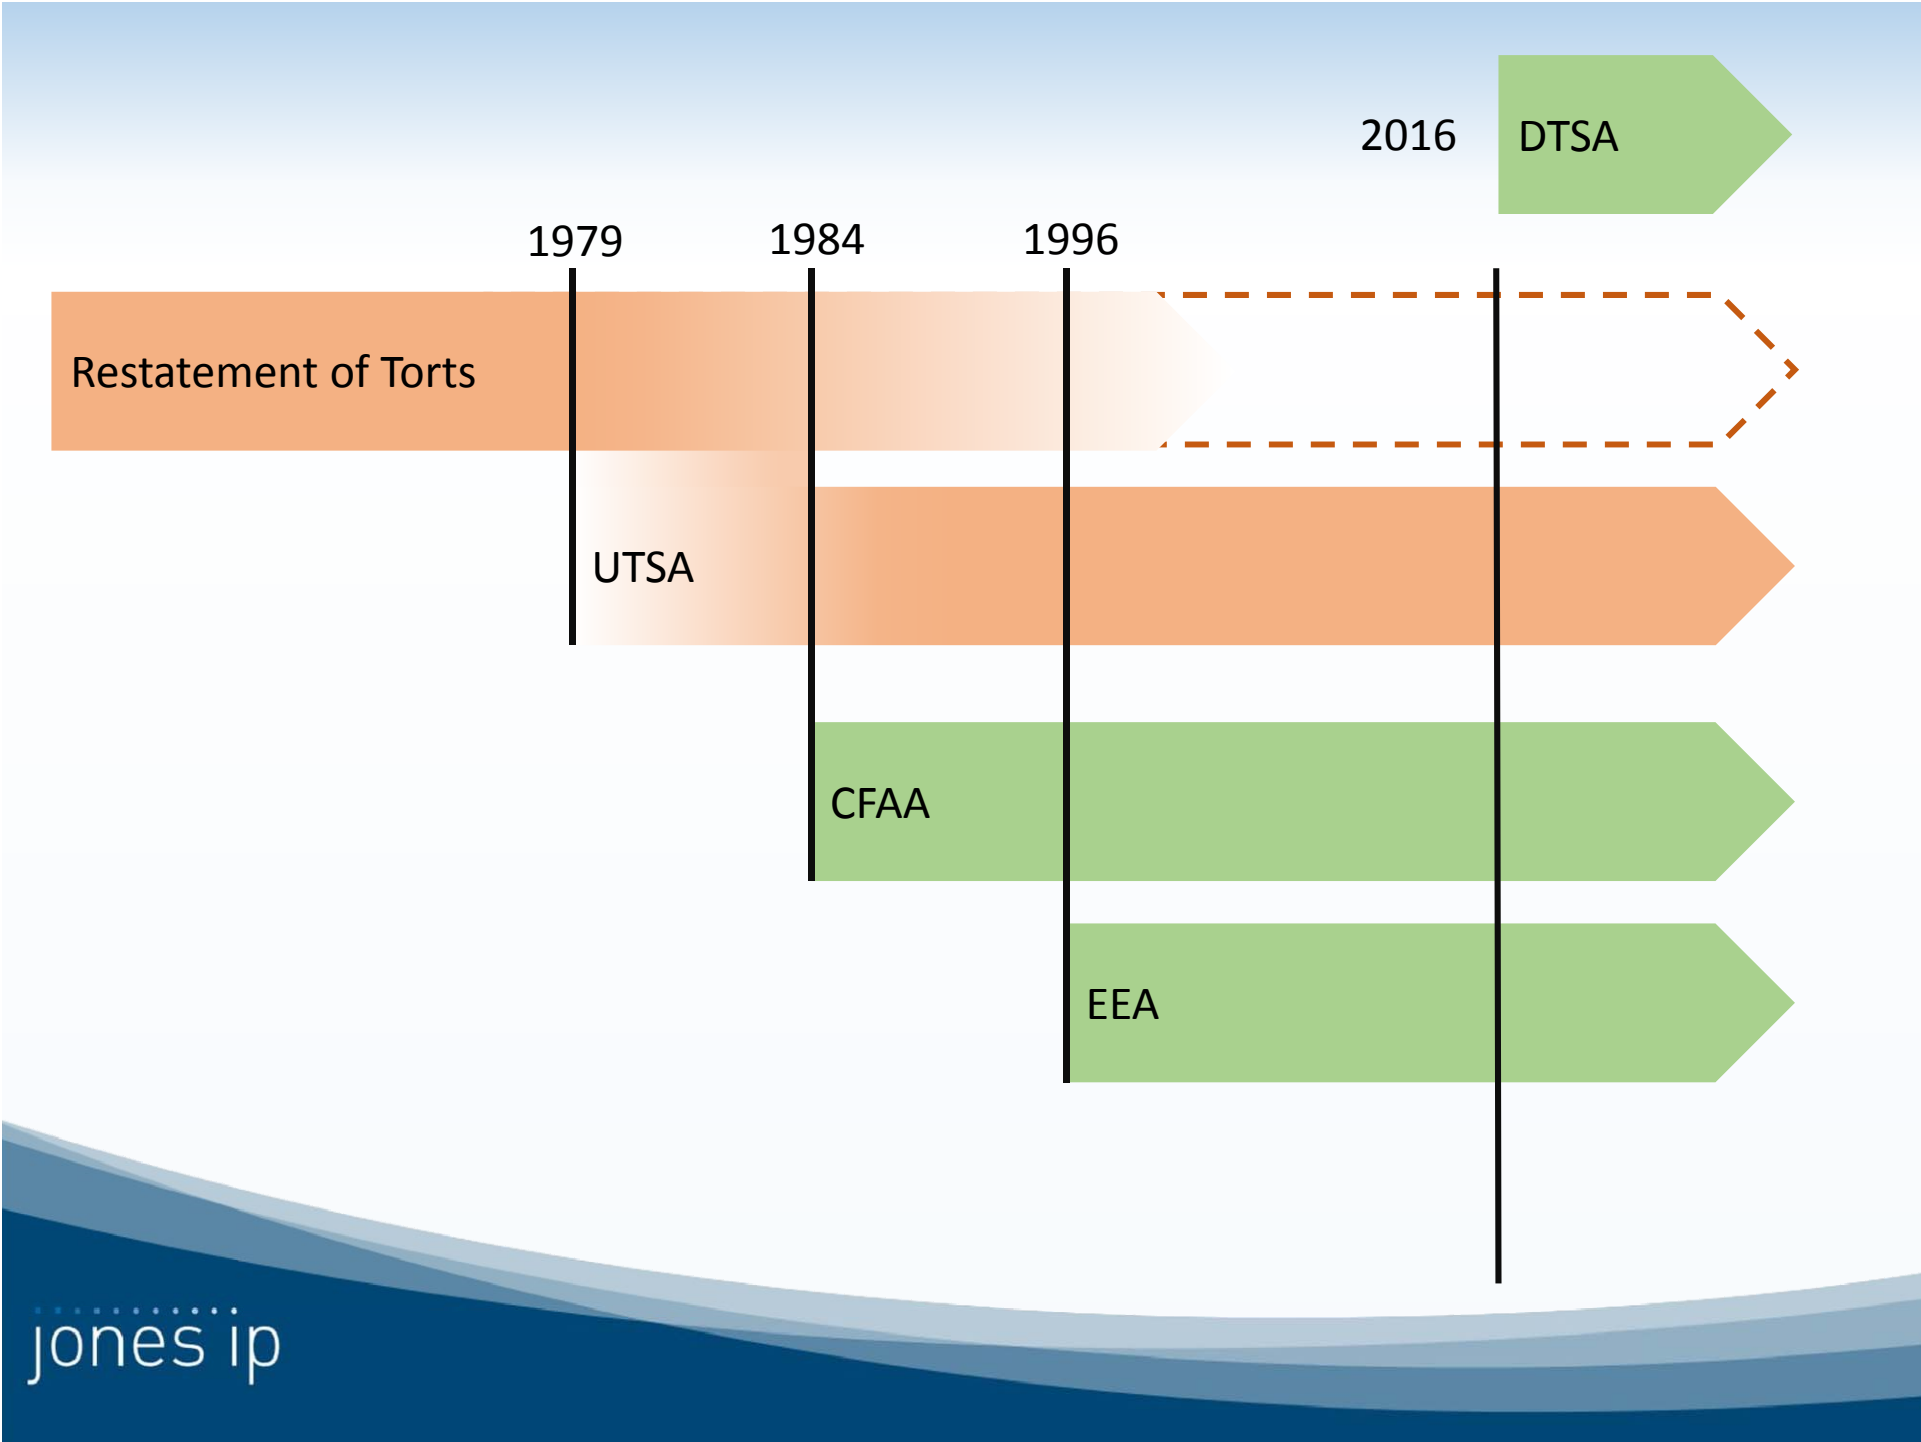 2016
DTSA
1979
1984
1996
Restatement of Torts
UTSA
CFAA
EEA
jones ip